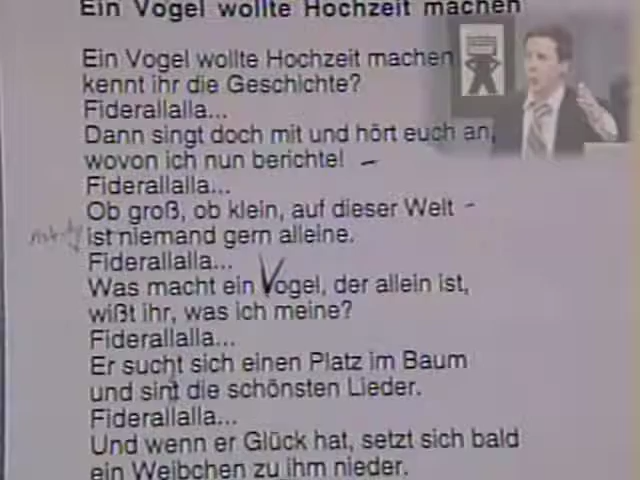 Ein Vogel wollte Hochzeit machen
Ein Vogel wollte Hochzeit machen
kennt ihr die Geschichte?
Fiderallalla...
Dann singt doch mit und hört euch an,
wovon ich nun berichte!
Fiderallalla...
Ob groß, ob klein, auf dieser Welt
ist niemand gern alleine.
Fiderallalla...
Was macht ein Vogel, der allein ist,
wißt ihr, was ich meine?
Fiderallalla...
Er sucht sich einen Platz im Baum
und sint die schönsten Lieder.
Fiderallalla...
Und wenn er Glück hat, setzt sich bald
ein Weibchen zu ihm nieder.